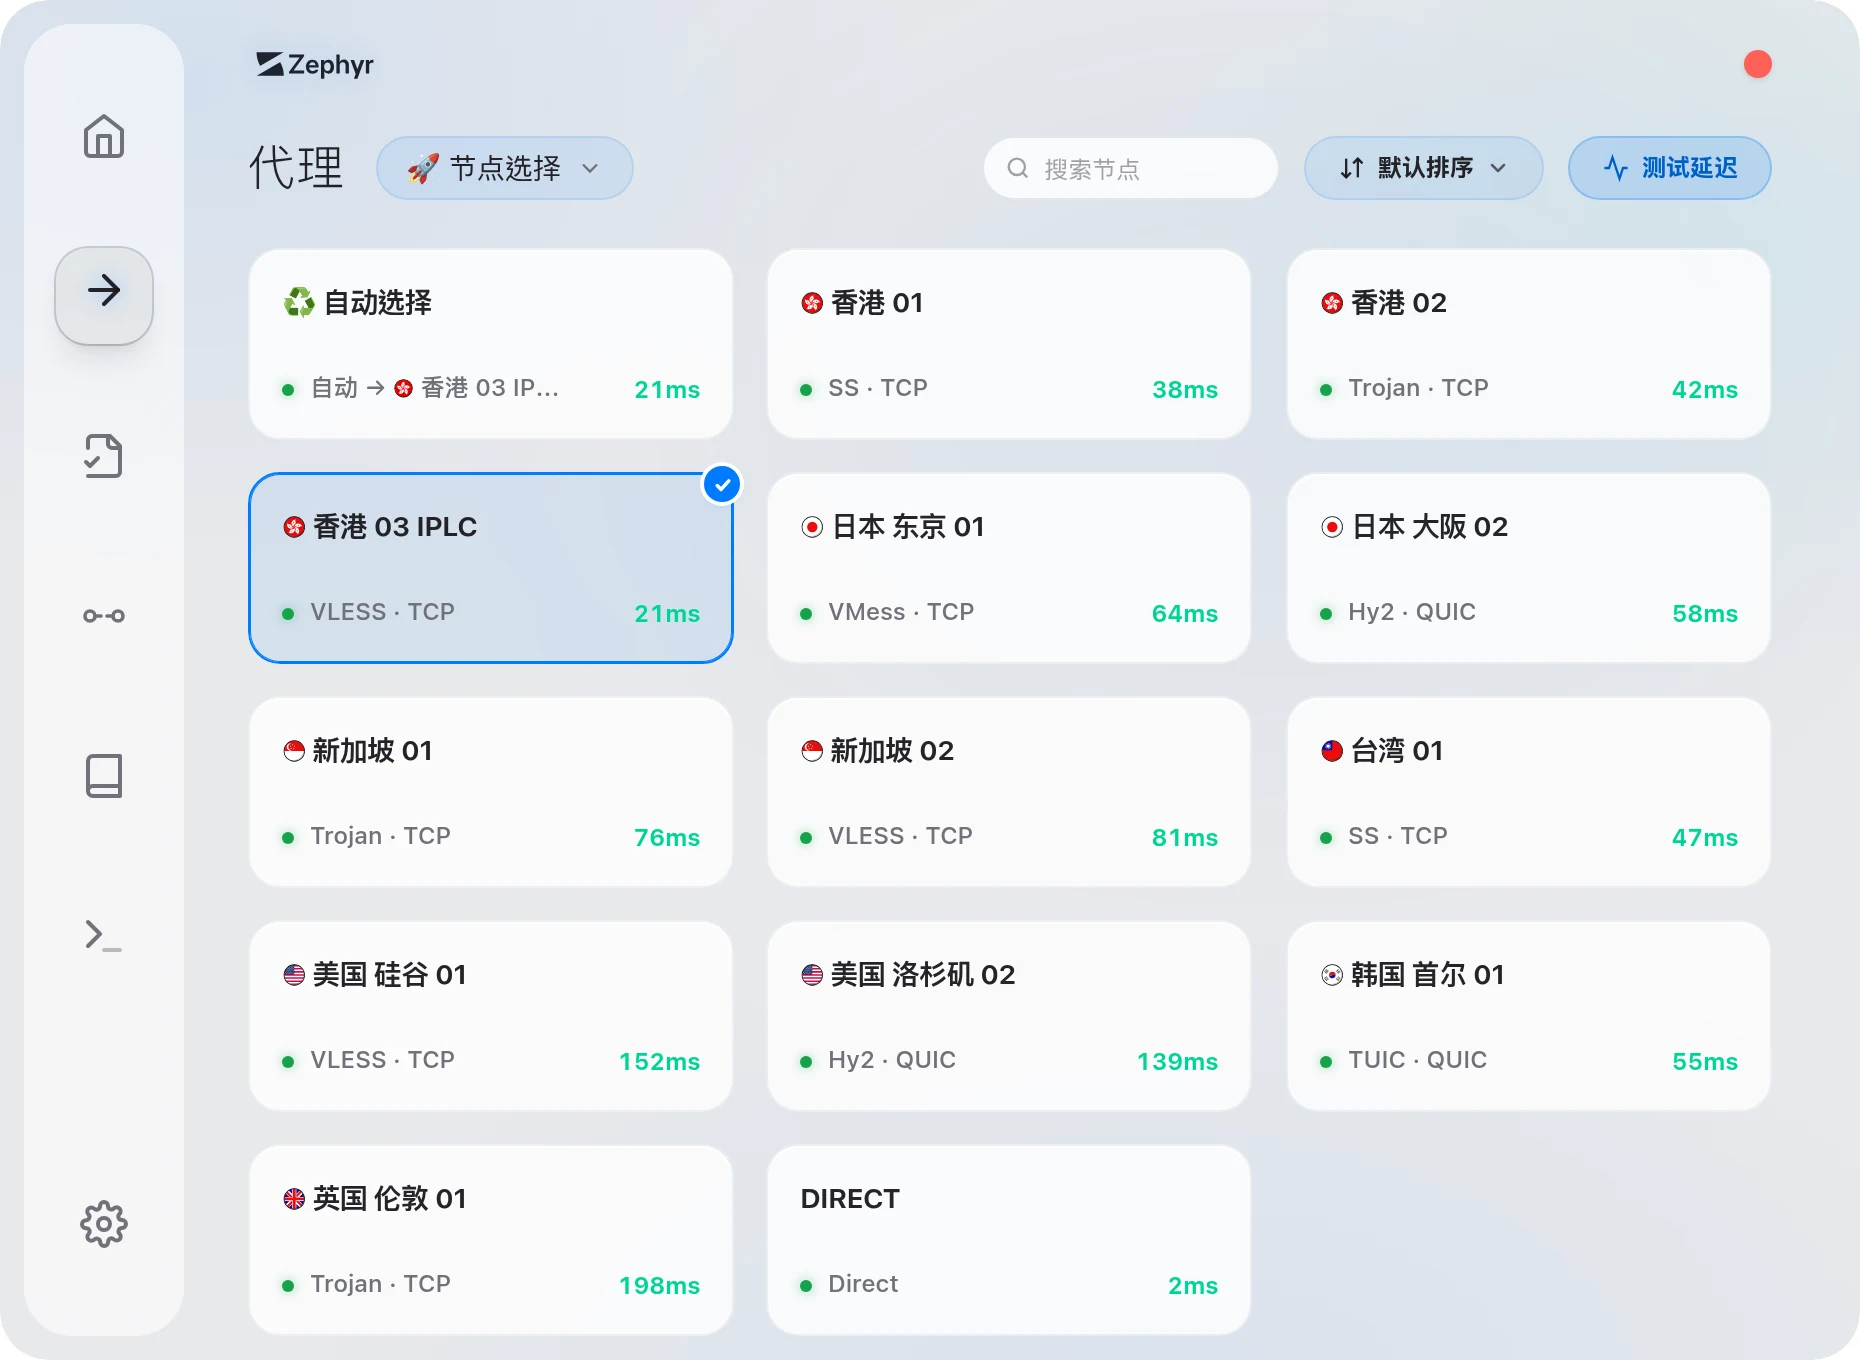 Zephyr
代理
🚀 节点选择
搜索节点
默认排序
测试延迟
♻️ 自动选择
自动 → 🇭🇰 香港 03 IP...
21ms
🇭🇰 香港 01
SS · TCP
38ms
🇭🇰 香港 02
Trojan · TCP
42ms
🇭🇰 香港 03 IPLC
VLESS · TCP
21ms
🇯🇵 日本 东京 01
VMess · TCP
64ms
🇯🇵 日本 大阪 02
Hy2 · QUIC
58ms
🇸🇬 新加坡 01
Trojan · TCP
76ms
🇸🇬 新加坡 02
VLESS · TCP
81ms
🇹🇼 台湾 01
SS · TCP
47ms
🇺🇸 美国 硅谷 01
VLESS · TCP
152ms
🇺🇸 美国 洛杉矶 02
Hy2 · QUIC
139ms
🇰🇷 韩国 首尔 01
TUIC · QUIC
55ms
🇬🇧 英国 伦敦 01
Trojan · TCP
198ms
DIRECT
Direct
2ms